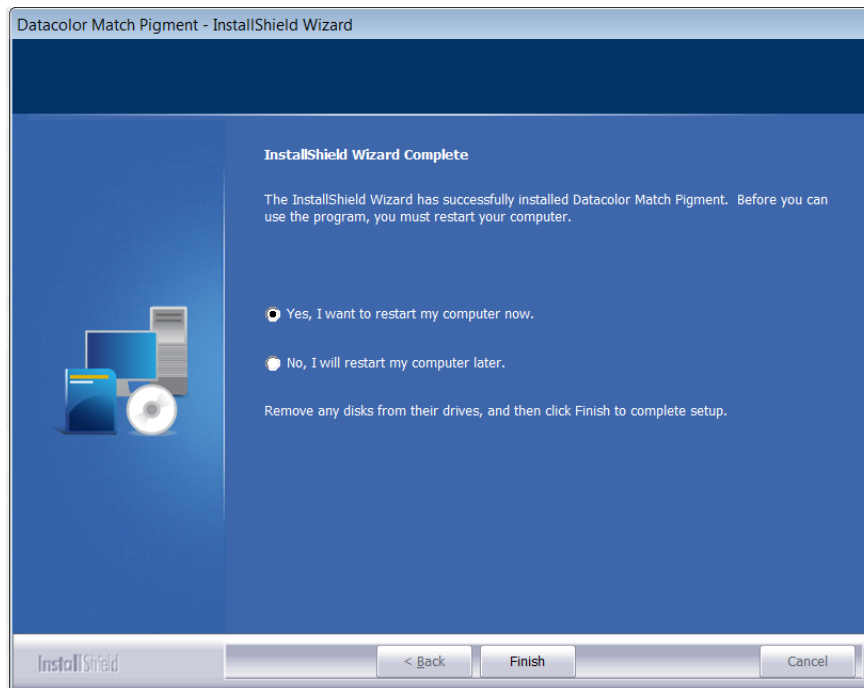 Datacolor Match Pigment - InstallShield Wizard
InstallShield Wizard Complete
The InstallShield Wizard has successfully installed Datacolor Match Pigment. Before you can
use the program, you must restart your computer.
Yes, I want to restart my computer now.
No, I will restart my computer later.
Remove any disks from their drives, and then click Finish to complete setup.
InstallShield
< Back
Finish
Cancel